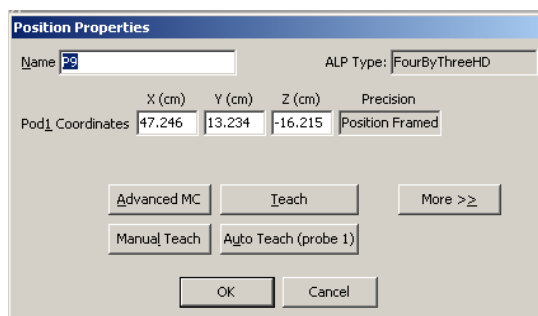 Position Properties
Name P9 ALP Type: FourByThreeHD
X (cm) Y (cm) Z (cm) Precision
Pod1 Coordinates 47.246 13.234 -16.215 Position Framed
Advanced MC Teach More >>
Manual Teach Auto Teach (probe 1)
OK Cancel